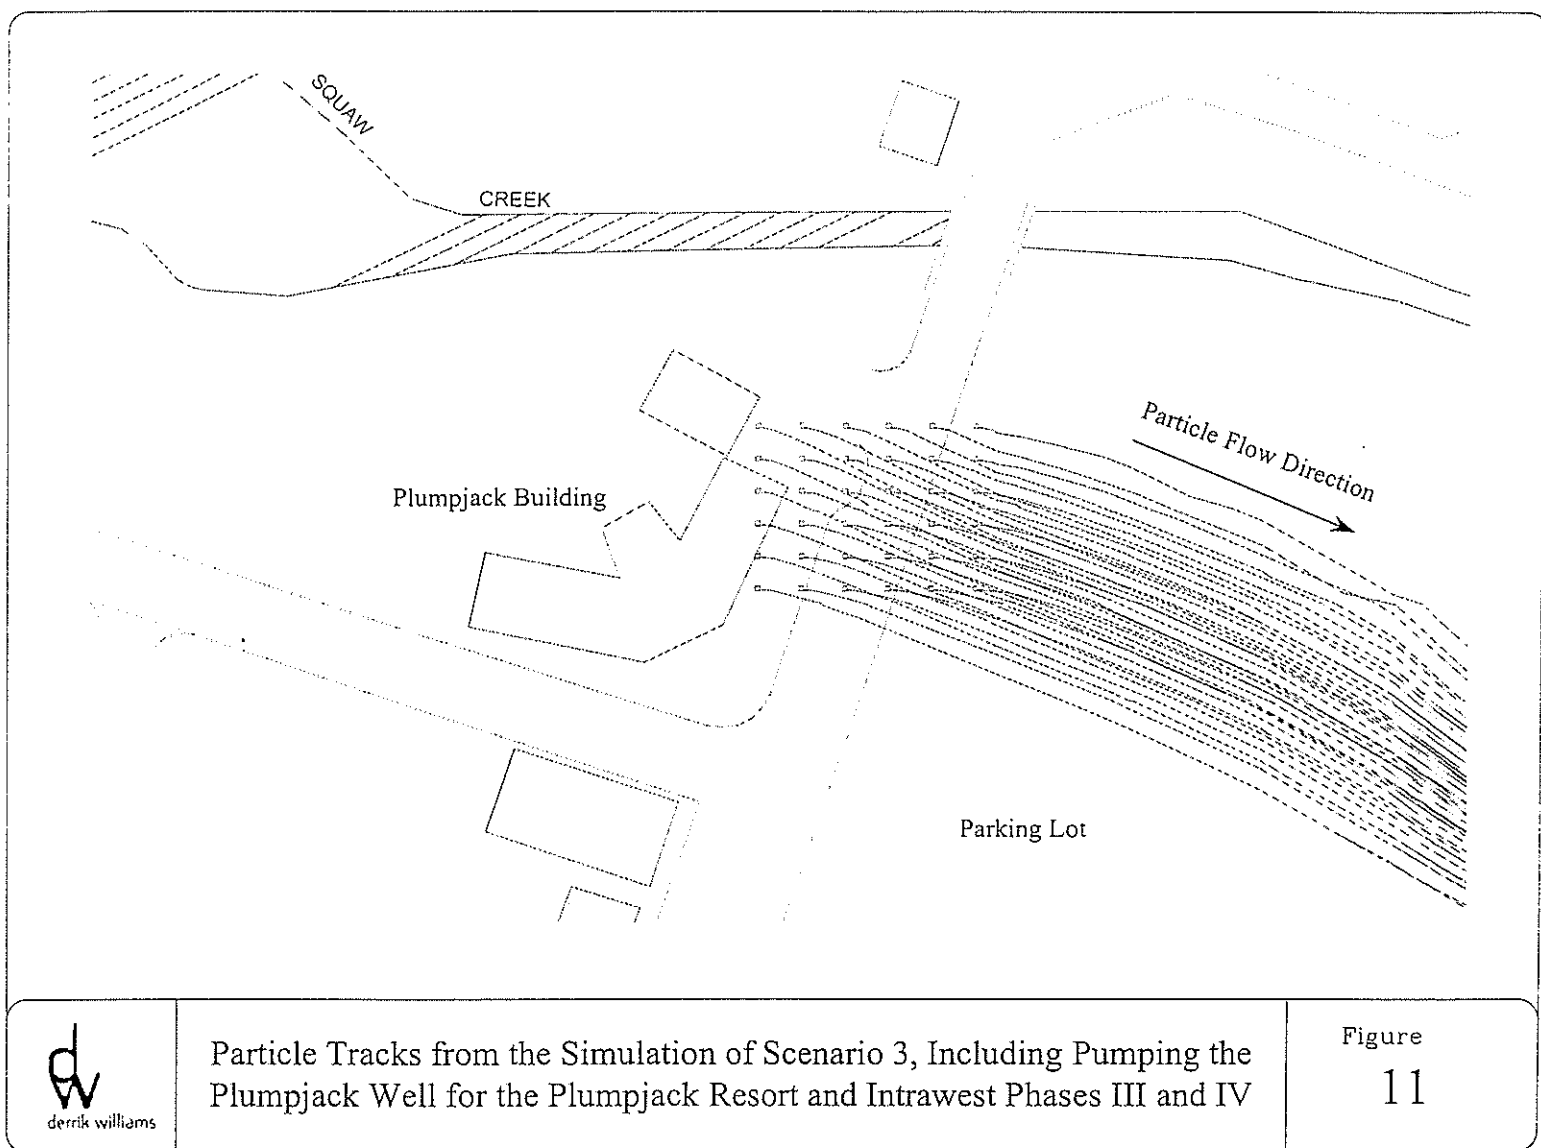 SQUAW
CREEK
Particle Flow Direction
Plumpjack Building
Parking Lot
dw
derrik williams
Particle Tracks from the Simulation of Scenario 3, Including Pumping the
Plumpjack Well for the Plumpjack Resort and Intrawest Phases III and IV
Figure
11